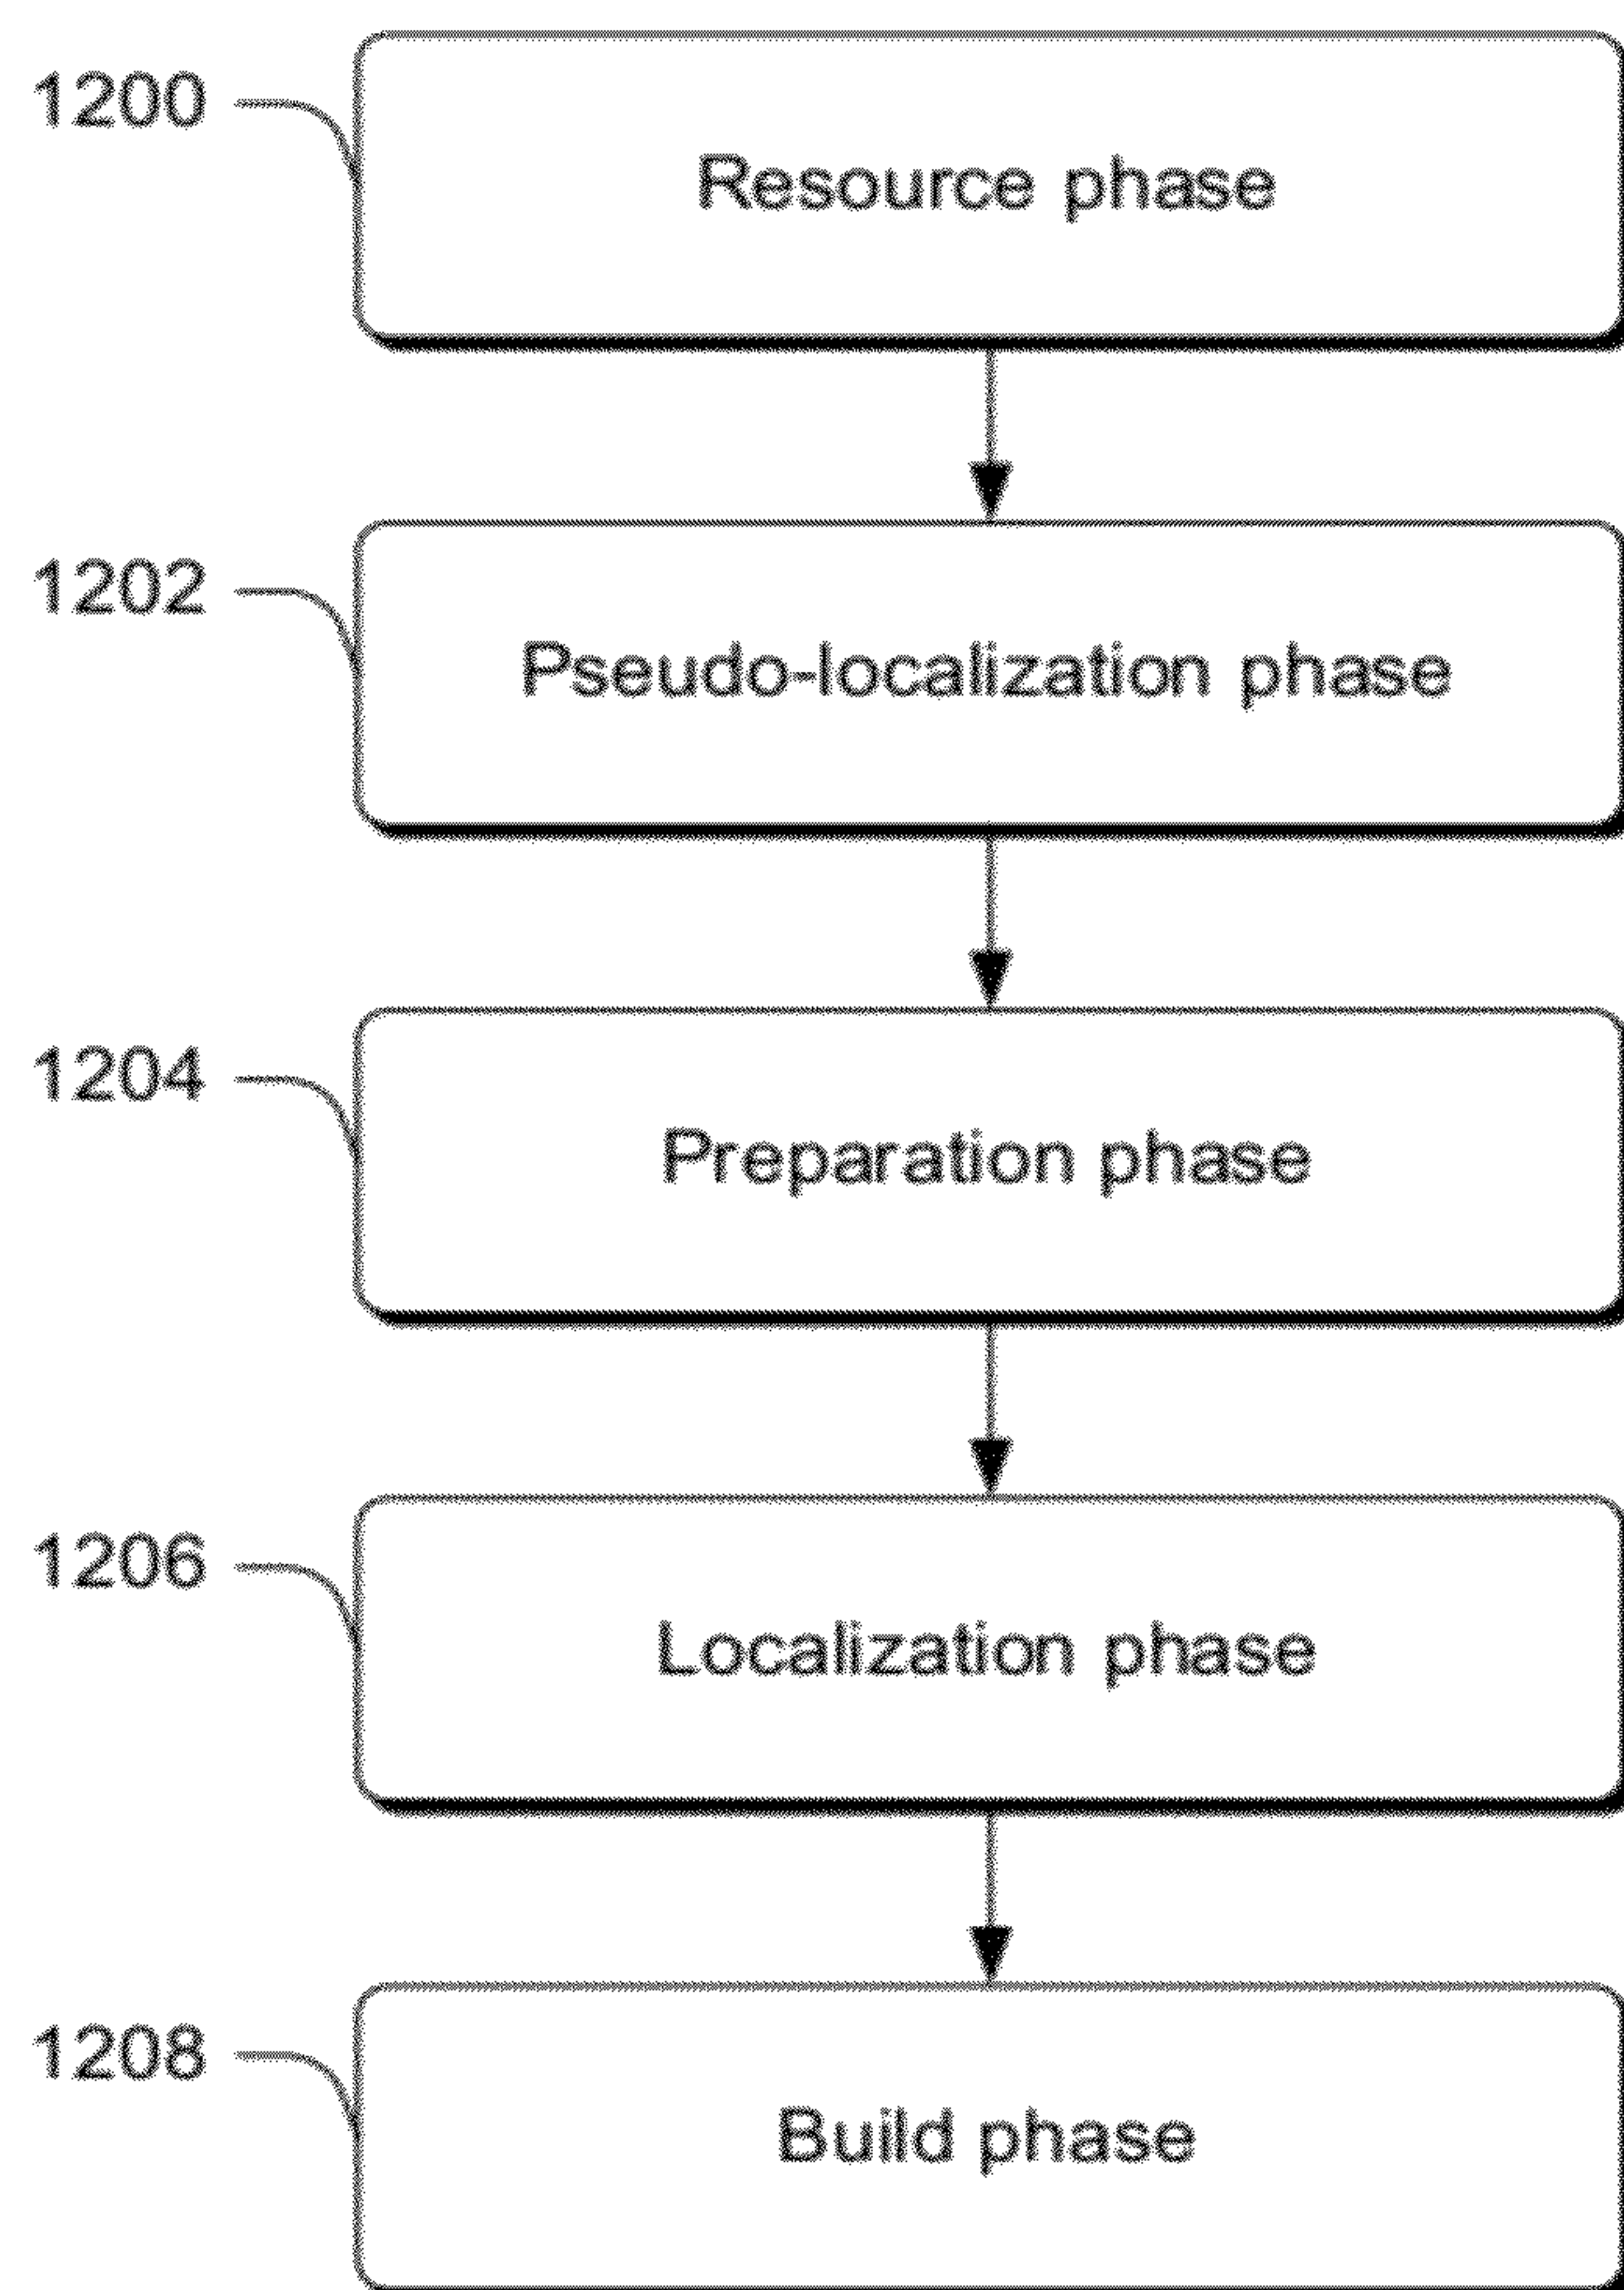 1200
Resource phase
1202
Pseudo-localization phase
1204
Preparation phase
1206
Localization phase
1208
Build phase